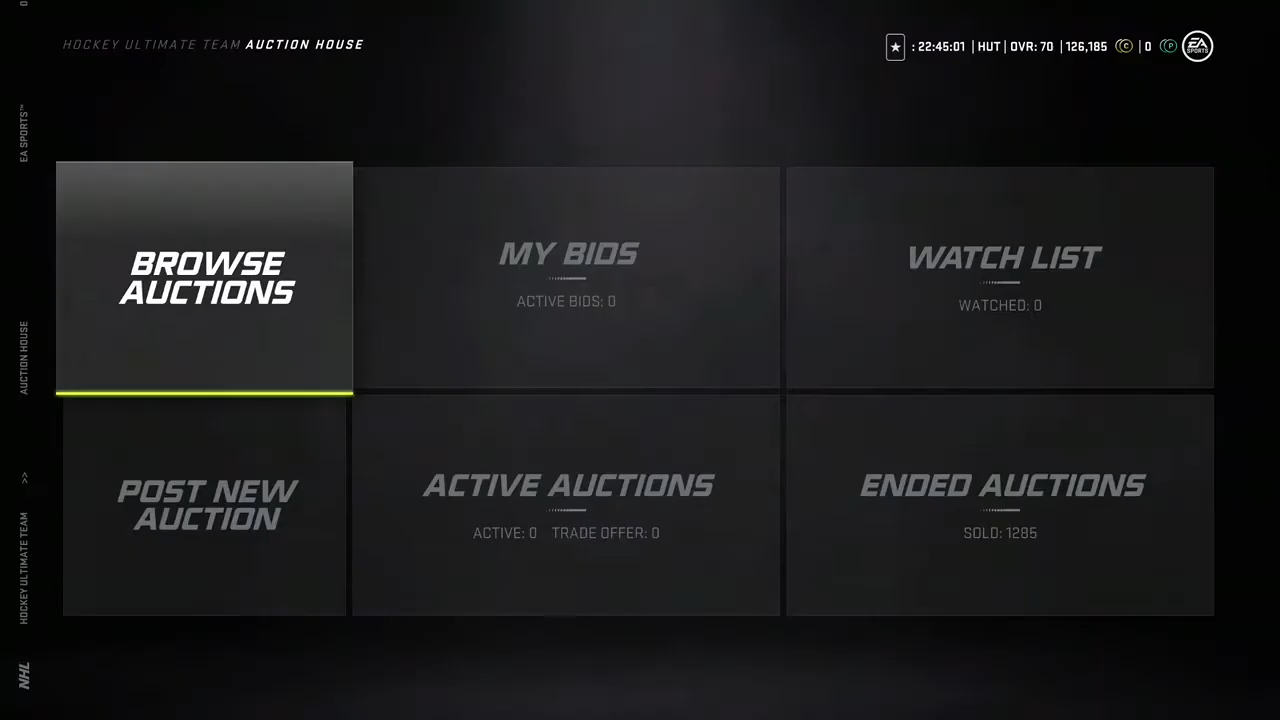 HOCKEY ULTIMATE TEAM AUCTION HOUSE
: 22:45:01 | HUT | OVR: 70 | 126,185 C | 0 P EA SPORTS
BROWSE
AUCTIONS
MY BIDS
ACTIVE BIDS: 0
WATCH LIST
WATCHED: 0
POST NEW
AUCTION
ACTIVE AUCTIONS
ACTIVE: 0 TRADE OFFER: 0
ENDED AUCTIONS
SOLD: 1285
NHL HOCKEY ULTIMATE TEAM >> AUCTION HOUSE EA SPORTS™